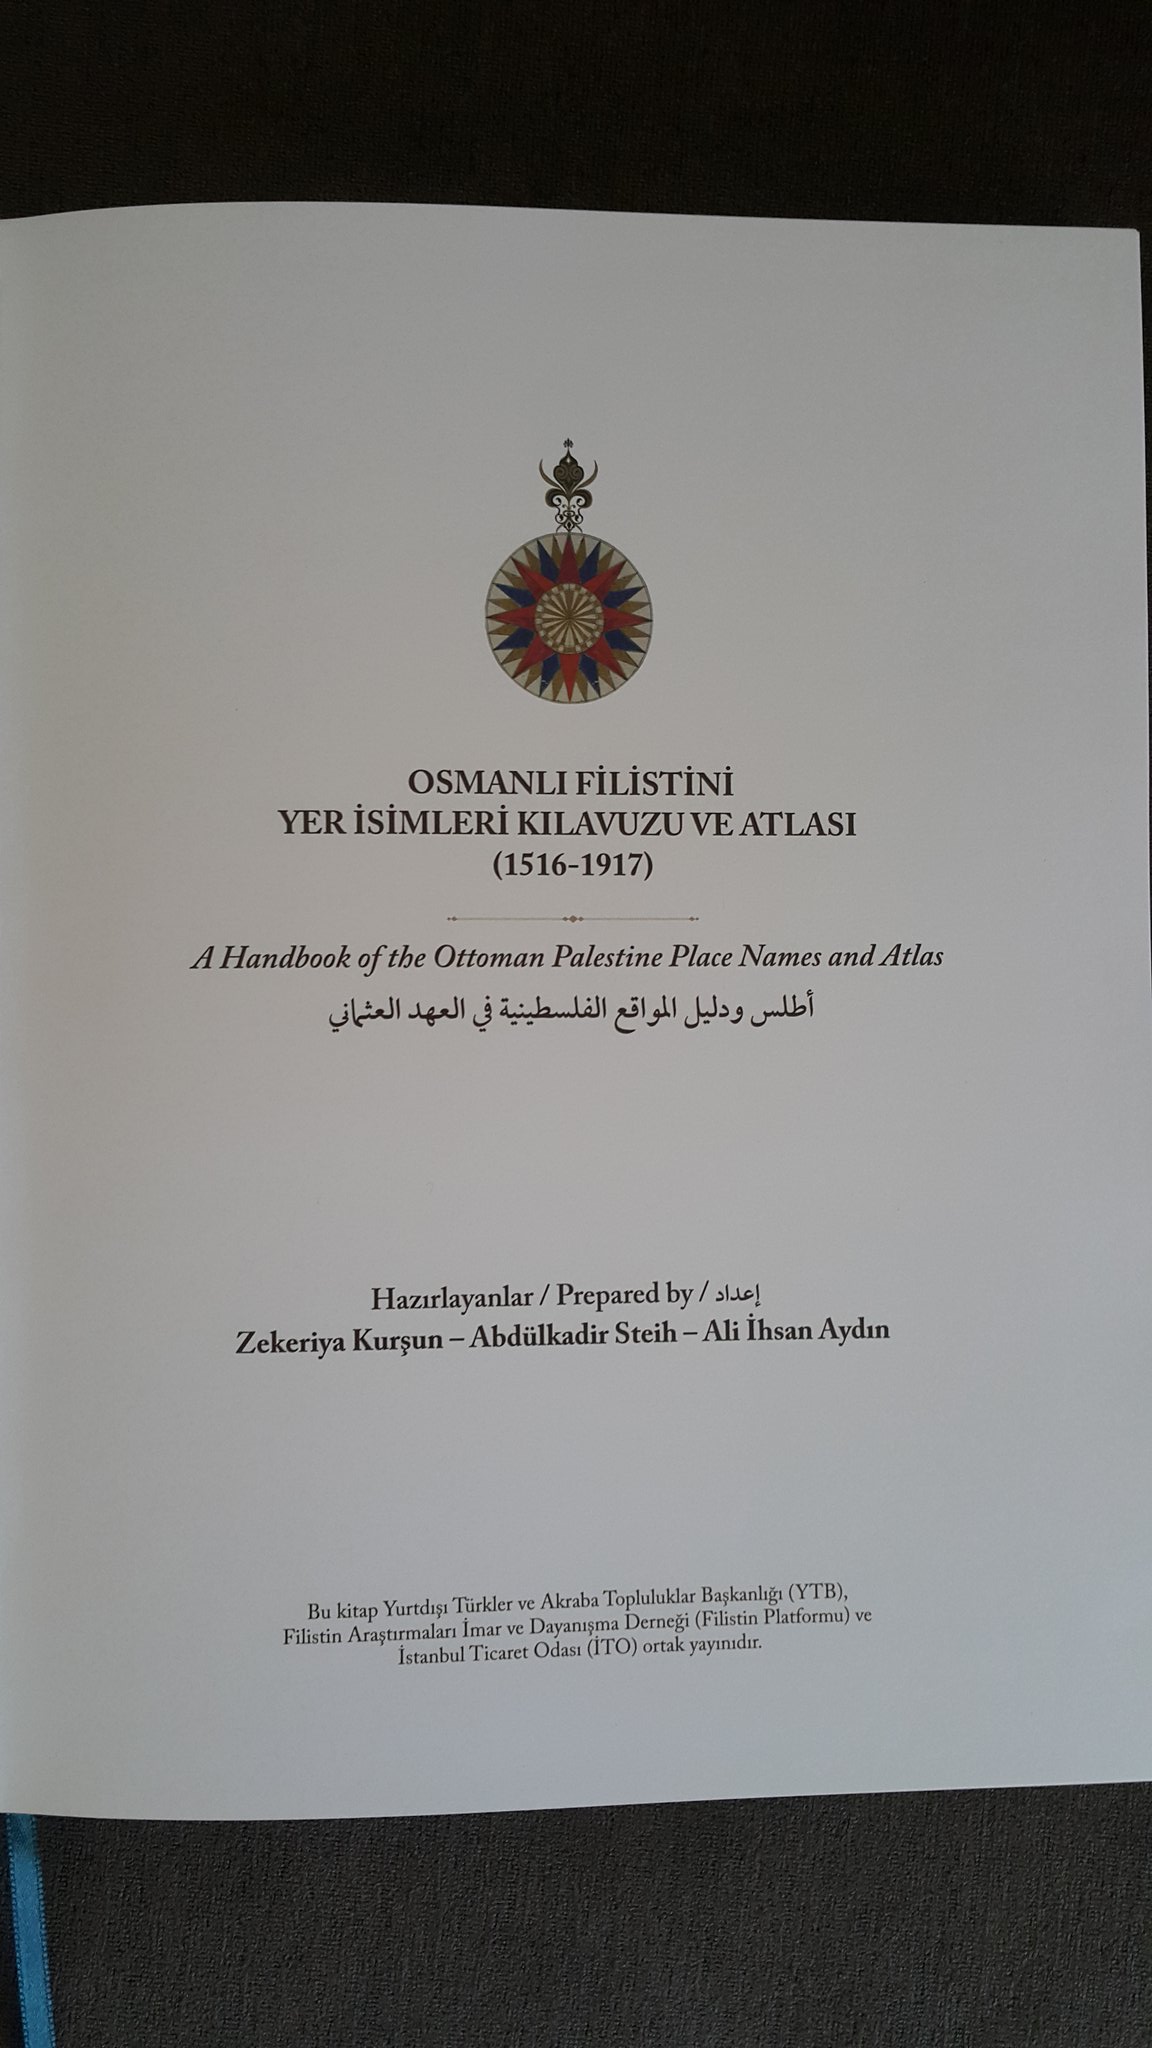 OSMANLI FİLİSTİNİ
YER İSİMLERİ KILAVUZU VE ATLASI
(1516-1917)
A Handbook of the Ottoman Palestine Place Names and Atlas
أطلس ودليل المواقع الفلسطينية في العهد العثماني
Hazırlayanlar / Prepared by / إعداد
Zekeriya Kurşun – Abdülkadir Steih – Ali İhsan Aydın
Bu kitap Yurtdışı Türkler ve Akraba Topluluklar Başkanlığı (YTB),
Filistin Araştırmaları İmar ve Dayanışma Derneği (Filistin Platformu) ve
İstanbul Ticaret Odası (İTO) ortak yayınıdır.